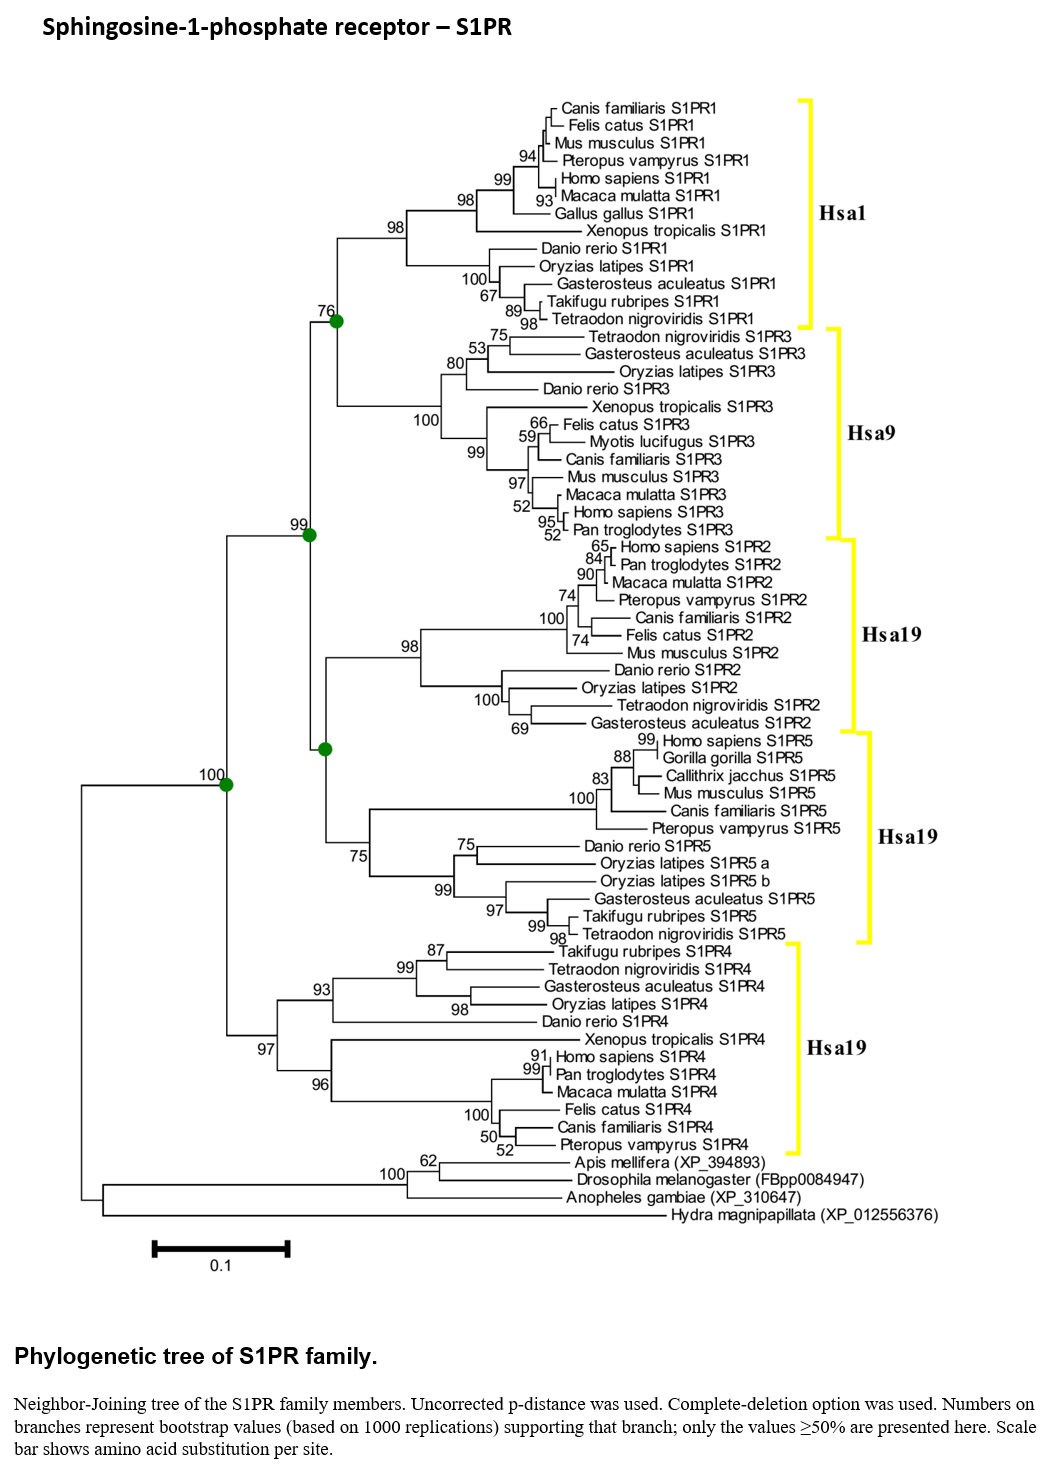 Sphingosine-1-phosphate receptor – S1PR
Canis familiaris S1PR1
Felis catus S1PR1
Mus musculus S1PR1
94
Pteropus vampyrus S1PR1
99
Homo sapiens S1PR1
93
Macaca mulatta S1PR1
98
Gallus gallus S1PR1
Hsa1
98
Xenopus tropicalis S1PR1
Danio rerio S1PR1
100
Oryzias latipes S1PR1
67
Gasterosteus aculeatus S1PR1
89
Takifugu rubripes S1PR1
98
Tetraodon nigroviridis S1PR1
76
75
Tetraodon nigroviridis S1PR3
53
Gasterosteus aculeatus S1PR3
80
Oryzias latipes S1PR3
Danio rerio S1PR3
100
Xenopus tropicalis S1PR3
66
Felis catus S1PR3
59
Myotis lucifugus S1PR3
Hsa9
99
Canis familiaris S1PR3
97
Mus musculus S1PR3
52
Macaca mulatta S1PR3
95
Homo sapiens S1PR3
52
Pan troglodytes S1PR3
99
65
Homo sapiens S1PR2
84
Pan troglodytes S1PR2
90
Macaca mulatta S1PR2
74
Pteropus vampyrus S1PR2
100
Canis familiaris S1PR2
74
Felis catus S1PR2
Hsa19
98
Mus musculus S1PR2
Danio rerio S1PR2
100
Oryzias latipes S1PR2
Tetraodon nigroviridis S1PR2
69
Gasterosteus aculeatus S1PR2
99
Homo sapiens S1PR5
88
Gorilla gorilla S1PR5
83
Callithrix jacchus S1PR5
100
Mus musculus S1PR5
100
Canis familiaris S1PR5
Pteropus vampyrus S1PR5
Hsa19
75
75
Danio rerio S1PR5
Oryzias latipes S1PR5 a
99
Oryzias latipes S1PR5 b
97
Gasterosteus aculeatus S1PR5
99
Takifugu rubripes S1PR5
98
Tetraodon nigroviridis S1PR5
87
Takifugu rubripes S1PR4
99
Tetraodon nigroviridis S1PR4
93
Gasterosteus aculeatus S1PR4
98
Oryzias latipes S1PR4
Danio rerio S1PR4
97
Xenopus tropicalis S1PR4
Hsa19
91
Homo sapiens S1PR4
99
Pan troglodytes S1PR4
96
Macaca mulatta S1PR4
100
Felis catus S1PR4
50
Canis familiaris S1PR4
52
Pteropus vampyrus S1PR4
62
Apis mellifera (XP_394893)
100
Drosophila melanogaster (FBpp0084947)
Anopheles gambiae (XP_310647)
Hydra magnipapillata (XP_012556376)
0.1
Phylogenetic tree of S1PR family.
Neighbor-Joining tree of the S1PR family members. Uncorrected p-distance was used. Complete-deletion option was used. Numbers on
branches represent bootstrap values (based on 1000 replications) supporting that branch; only the values ≥50% are presented here. Scale
bar shows amino acid substitution per site.